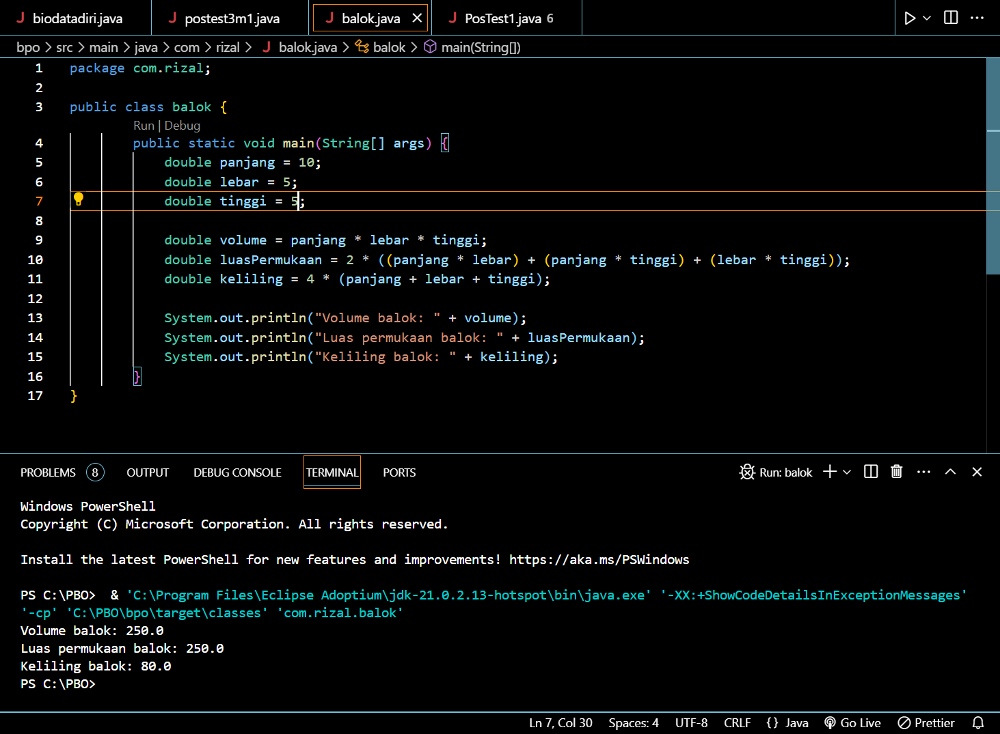 biodatadiri.java postest3m1.java balok.java PosTest1.java 6
bpo > src > main > java > com > rizal > balok.java > balok > main(String[])
1 package com.rizal;
2
3 public class balok {
Run | Debug
4 public static void main(String[] args) {
5 double panjang = 10;
6 double lebar = 5;
7 double tinggi = 5;
8
9 double volume = panjang * lebar * tinggi;
10 double luasPermukaan = 2 * ((panjang * lebar) + (panjang * tinggi) + (lebar * tinggi));
11 double keliling = 4 * (panjang + lebar + tinggi);
12
13 System.out.println("Volume balok: " + volume);
14 System.out.println("Luas permukaan balok: " + luasPermukaan);
15 System.out.println("Keliling balok: " + keliling);
16 }
17 }
PROBLEMS 8 OUTPUT DEBUG CONSOLE TERMINAL PORTS Run: balok
Windows PowerShell
Copyright (C) Microsoft Corporation. All rights reserved.
Install the latest PowerShell for new features and improvements! https://aka.ms/PSWindows
PS C:\PBO> & 'C:\Program Files\Eclipse Adoptium\jdk-21.0.2.13-hotspot\bin\java.exe' '-XX:+ShowCodeDetailsInExceptionMessages'
'-cp' 'C:\PBO\bpo\target\classes' 'com.rizal.balok'
Volume balok: 250.0
Luas permukaan balok: 250.0
Keliling balok: 80.0
PS C:\PBO>
Ln 7, Col 30 Spaces: 4 UTF-8 CRLF {} Java Go Live Prettier